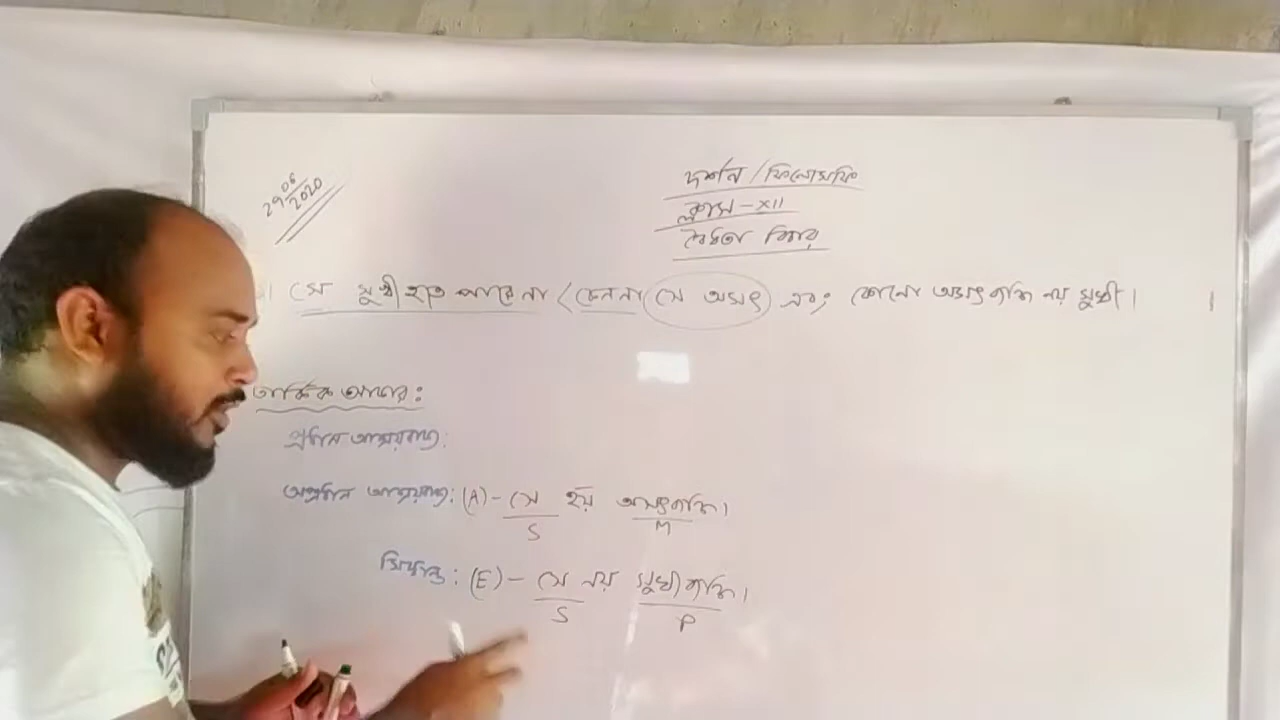 29/06/2020
দর্শন / ফিলোসফি
ক্লাস - XII
বৈধতা বিচার
সে সুখী হতে পারে না (কেননা সে অসৎ এবং কোনো অসৎ ব্যক্তি নয় সুখী।
তার্কিক আকার:
প্রধান আশ্রয়বাক্য:
অপ্রধান আশ্রয়বাক্য: (A) - সে হয় অসৎ ব্যক্তি।
S M
সিদ্ধান্ত: (E) - সে নয় সুখী ব্যক্তি।
S P